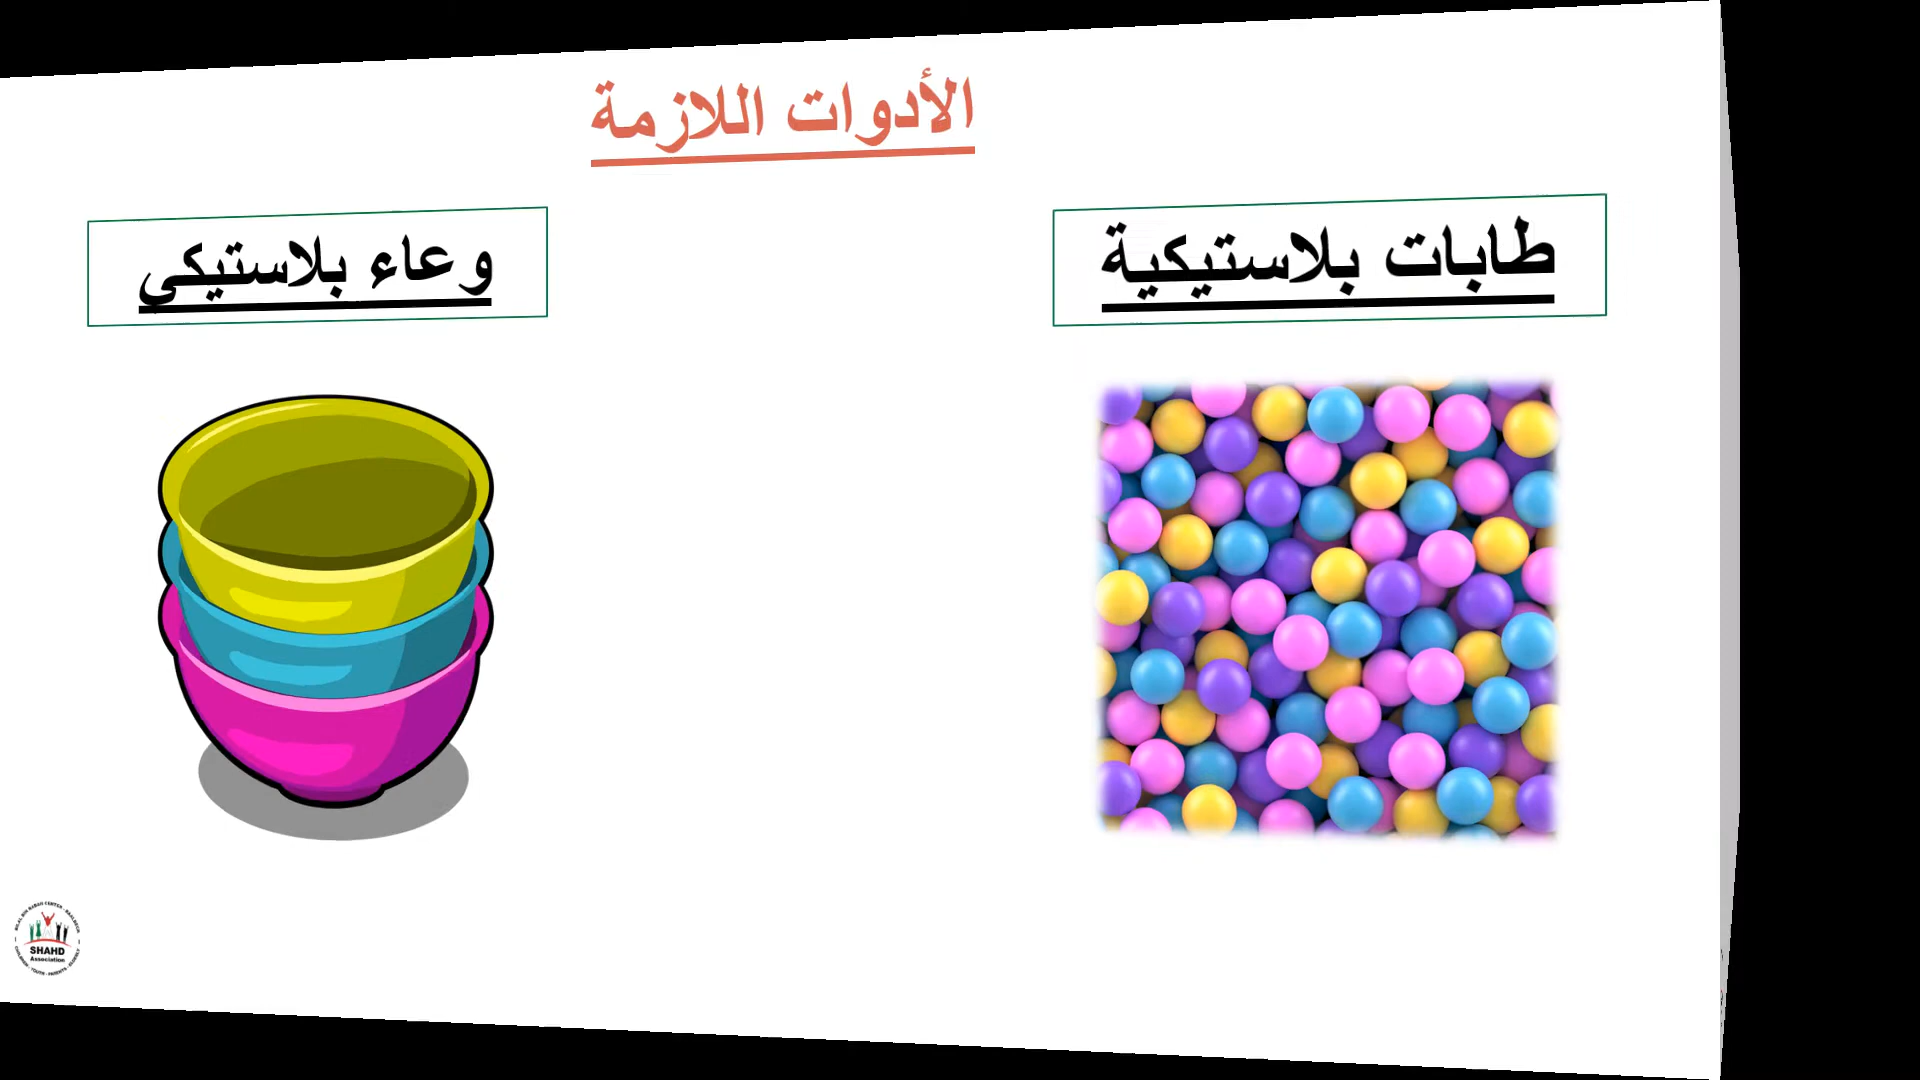 الأدوات اللازمة
طابات بلاستيكية
وعاء بلاستيكي
SHAHD
Association